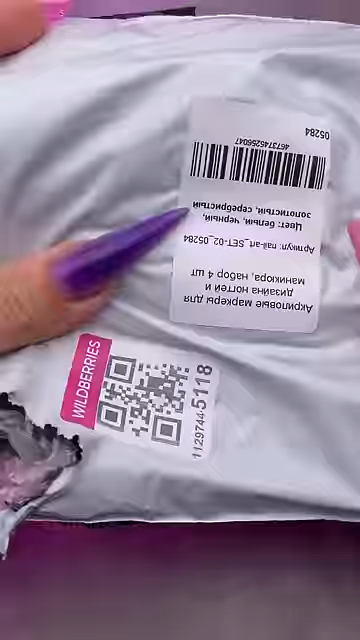 Акриловые маркеры для
дизайна ногтей и
маникюра, набор 4 шт
Артикул: nail-art_SET-02_05284
Цвет: белый, черный,
золотистый, серебристый
4673745256047
05284
WILDBERRIES
1129744-5118